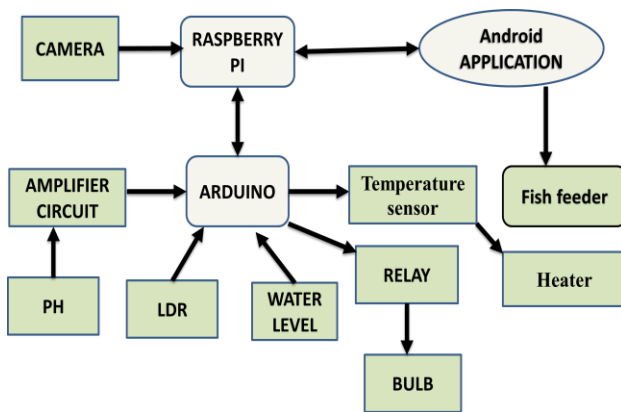 CAMERA
RASPBERRY
PI
Android
APPLICATION
AMPLIFIER
CIRCUIT
ARDUINO
Temperature
sensor
Fish feeder
PH
LDR
WATER
LEVEL
RELAY
Heater
BULB